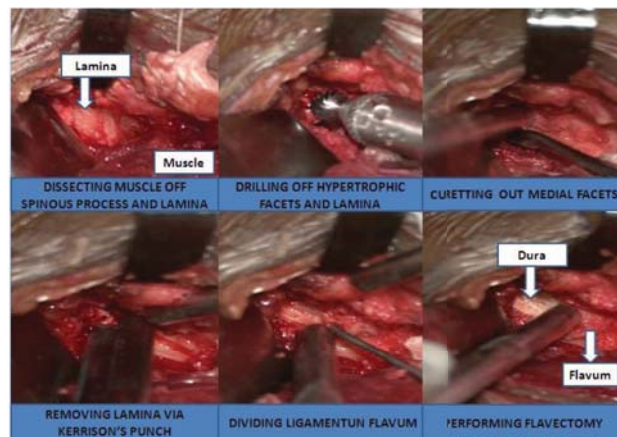 Lamina
Muscle
DISSECTING MUSCLE OFF
SPINOUS PROCESS AND LAMINA
DRILLING OFF HYPERTROPHIC
FACETS AND LAMINA
CURETTING OUT MEDIAL FACETS
REMOVING LAMINA VIA
KERRISON'S PUNCH
DIVIDING LIGAMENTUN FLAVUM
Dura
Flavum
PERFORMING FLAVECTOMY